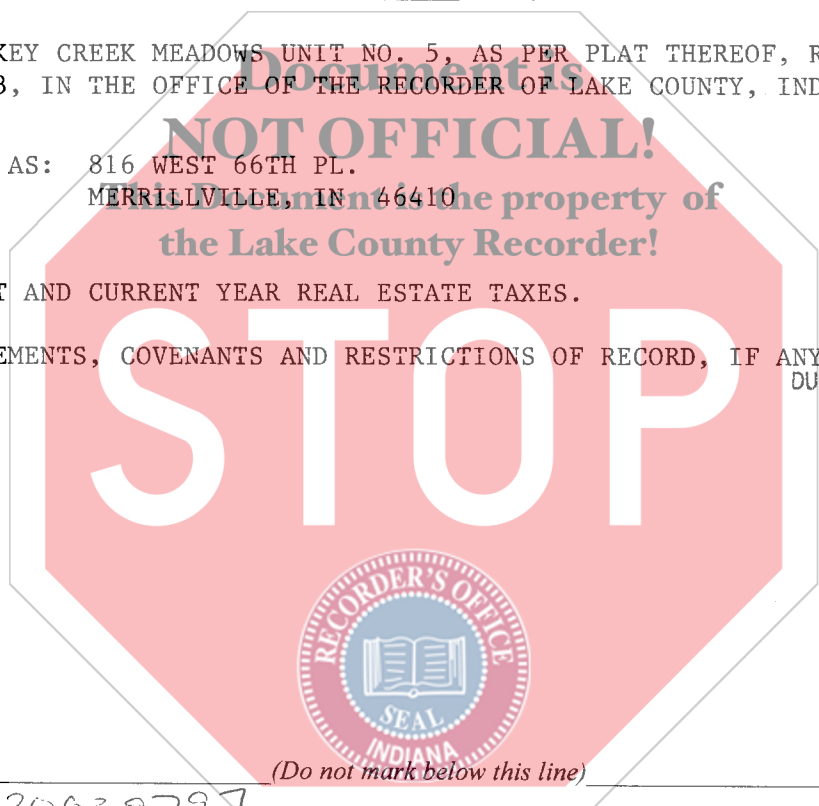 KEY CREEK MEADOWS UNIT NO. 5, AS PER PLAT THEREOF,
Document is
IN THE OFFICE OF THE RECORDER OF LAKE COUNTY, IND
NOT OFFICIAL!
AS: 816 WEST 66TH PL.
MERRILLVILLE, IN 46410
This Document is the property of
the Lake County Recorder!
AND CURRENT YEAR REAL ESTATE TAXES.
EMENTS, COVENANTS AND RESTRICTIONS OF RECORD, IF ANY
DU
STOP
RECORDER'S OFFICE
SEAL
INDIANA
(Do not mark below this line)